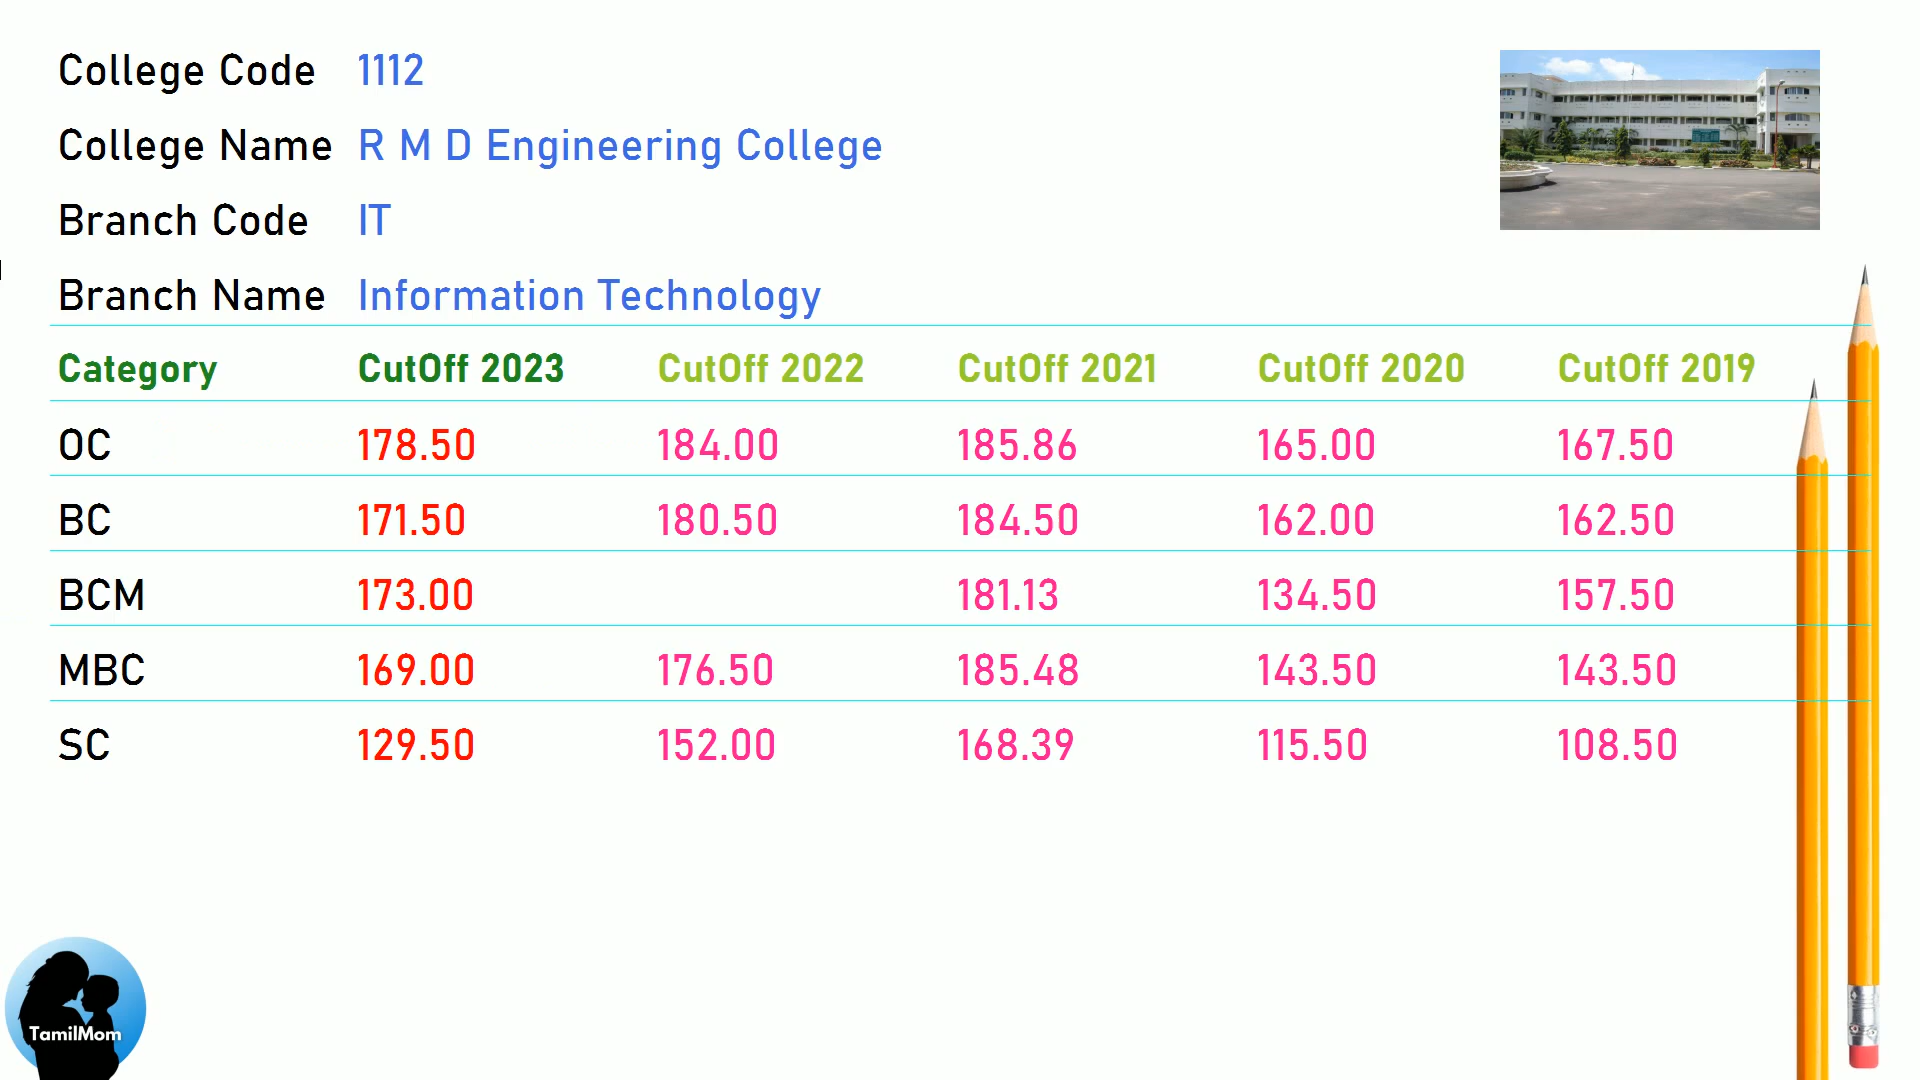 College Code 1112
College Name R M D Engineering College
Branch Code IT
Branch Name Information Technology
Category CutOff 2023 CutOff 2022 CutOff 2021 CutOff 2020 CutOff 2019
OC 178.50 184.00 185.86 165.00 167.50
BC 171.50 180.50 184.50 162.00 162.50
BCM 173.00 181.13 134.50 157.50
MBC 169.00 176.50 185.48 143.50 143.50
SC 129.50 152.00 168.39 115.50 108.50
TamilMom